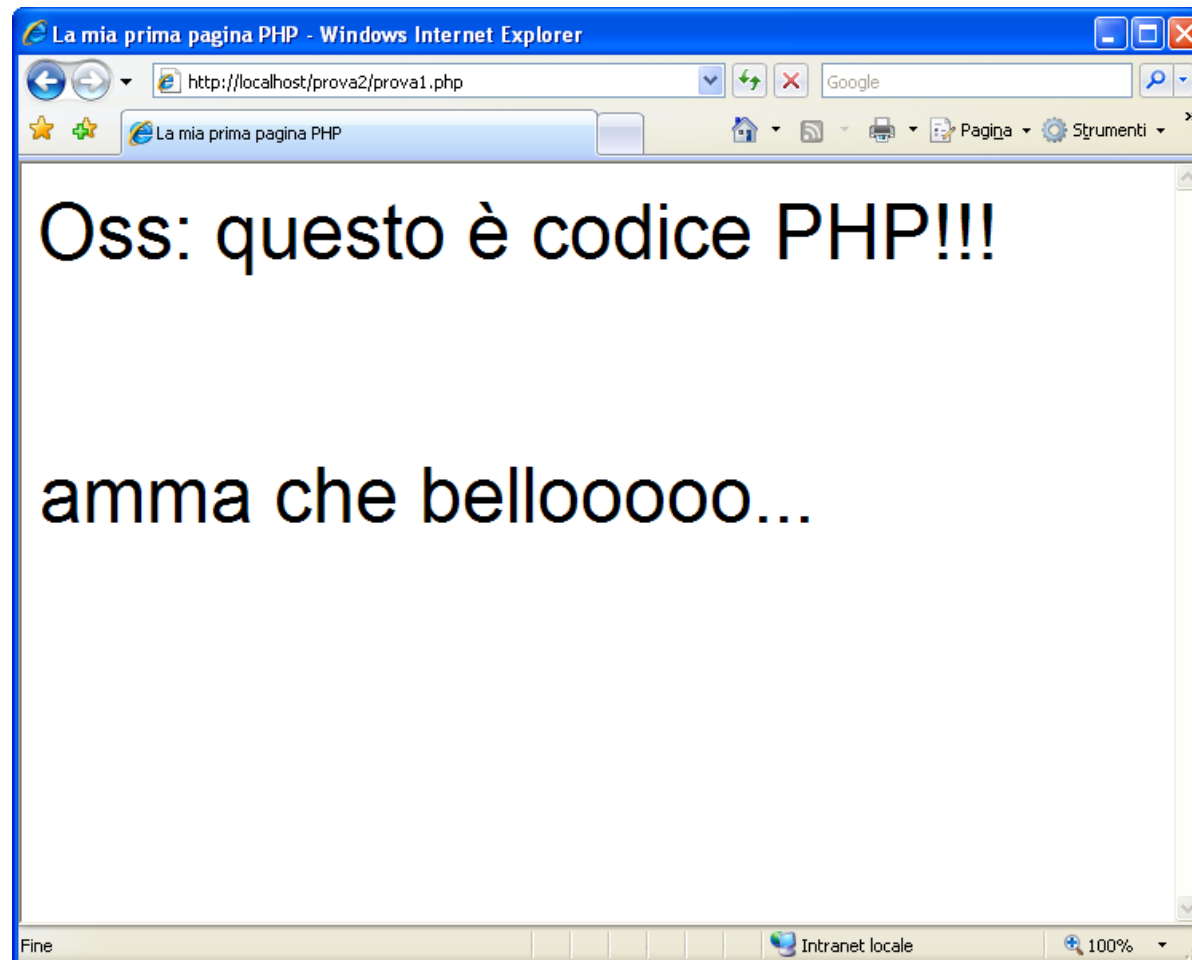 La mia prima pagina PHP - Windows Internet Explorer
http://localhost/prova2/prova1.php
Google
La mia prima pagina PHP
Pagina
Strumenti
Oss: questo è codice PHP!!!
amma che bellooooo...
Fine
Intranet locale
100%